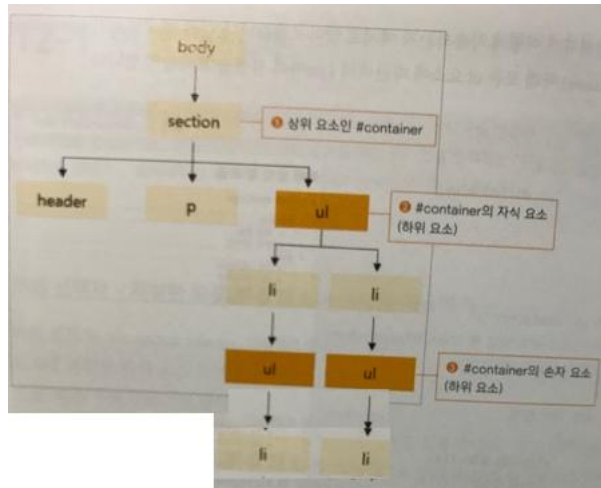 body
section
❶ 상위 요소인 #container
header
p
ul
❷ #container의 자식 요소
(하위 요소)
li
li
ul
ul
❸ #container의 손자 요소
(하위 요소)
li
li